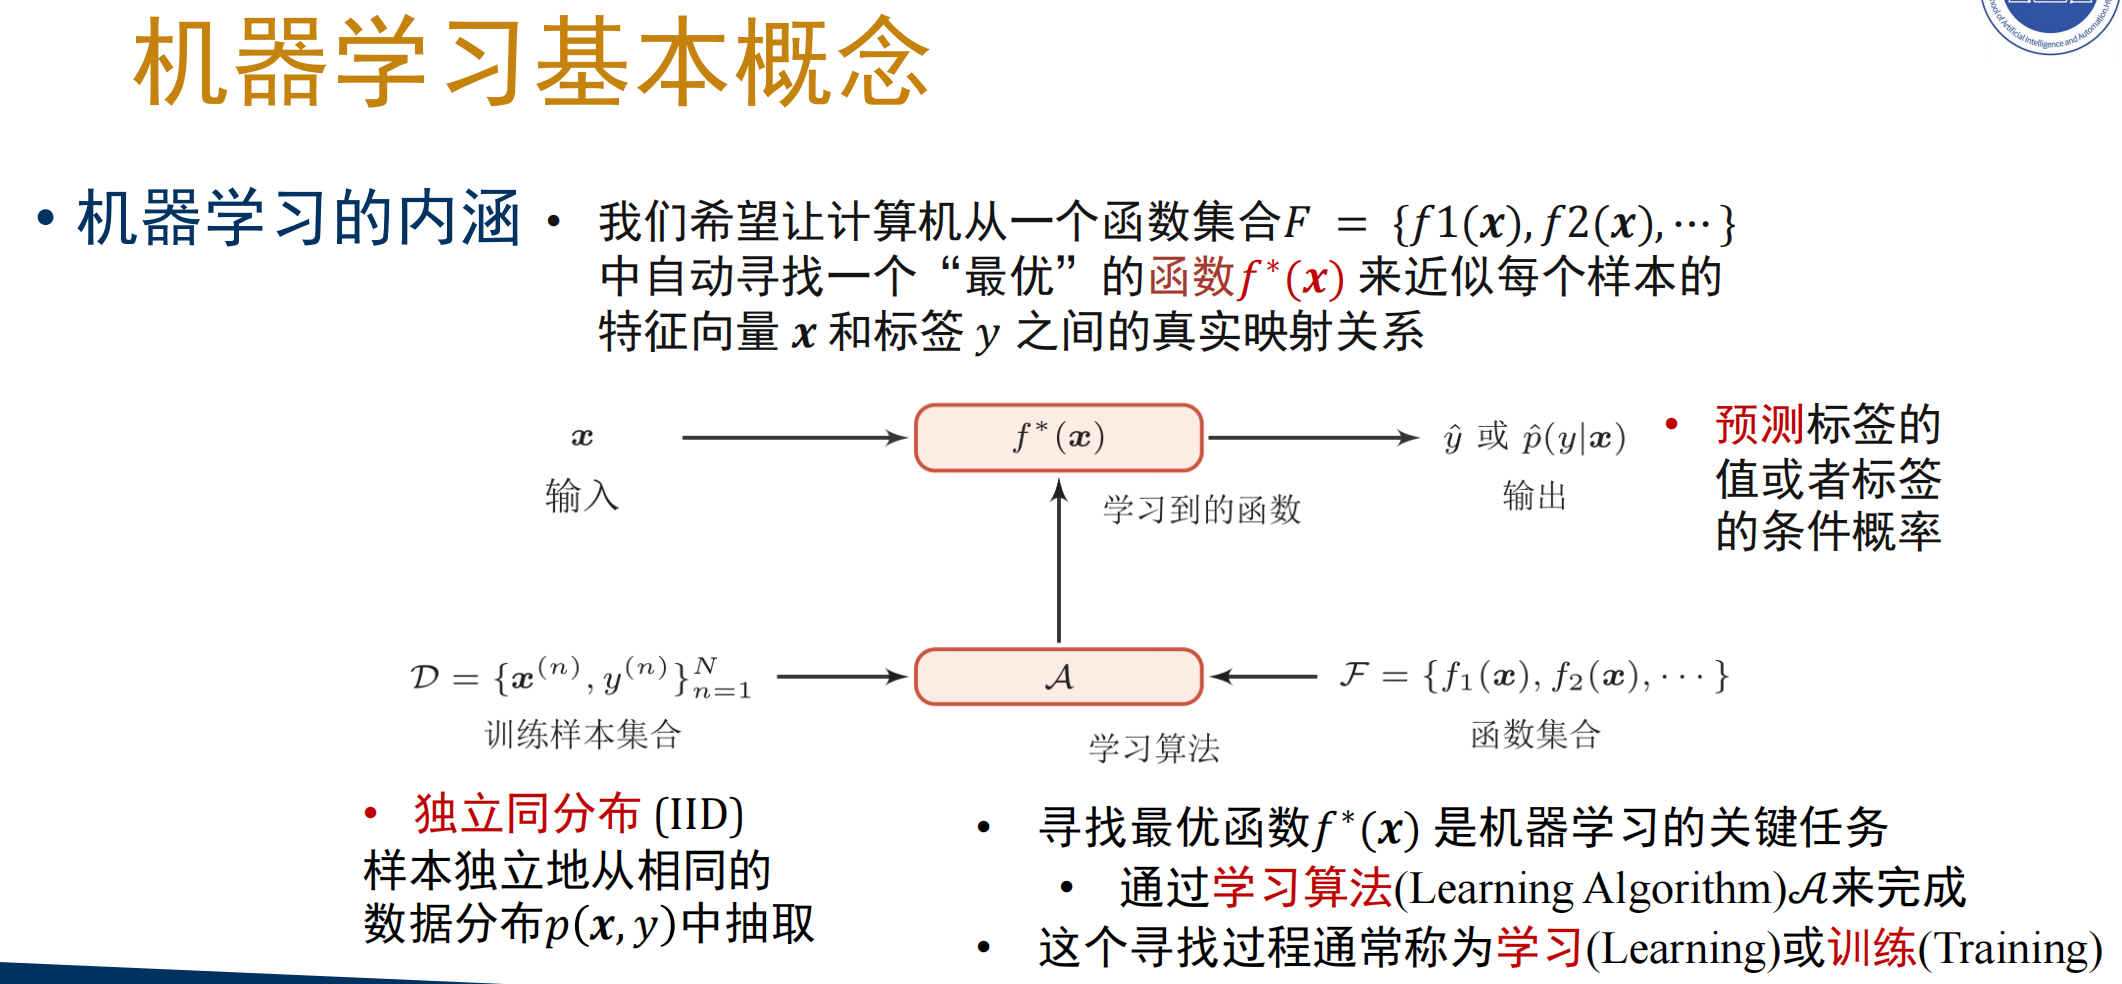 机器学习基本概念
School of Artificial Intelligence and Automation,
• 机器学习的内涵
• 我们希望让计算机从一个函数集合F = {f1(x), f2(x), ⋯}
中自动寻找一个“最优”的函数f*(x) 来近似每个样本的
特征向量 x 和标签 y 之间的真实映射关系
x
f*(x)
ŷ 或 p̂(y|x)
输入
学习到的函数
输出
• 预测标签的
值或者标签
的条件概率
𝒟 = {x^(n), y^(n)}_{n=1}^N
𝒜
ℱ = {f₁(x), f₂(x), ⋯}
训练样本集合
学习算法
函数集合
• 独立同分布 (IID)
样本独立地从相同的
数据分布p(x, y)中抽取
• 寻找最优函数f*(x) 是机器学习的关键任务
• 通过学习算法(Learning Algorithm)𝒜来完成
• 这个寻找过程通常称为学习(Learning)或训练(Training)